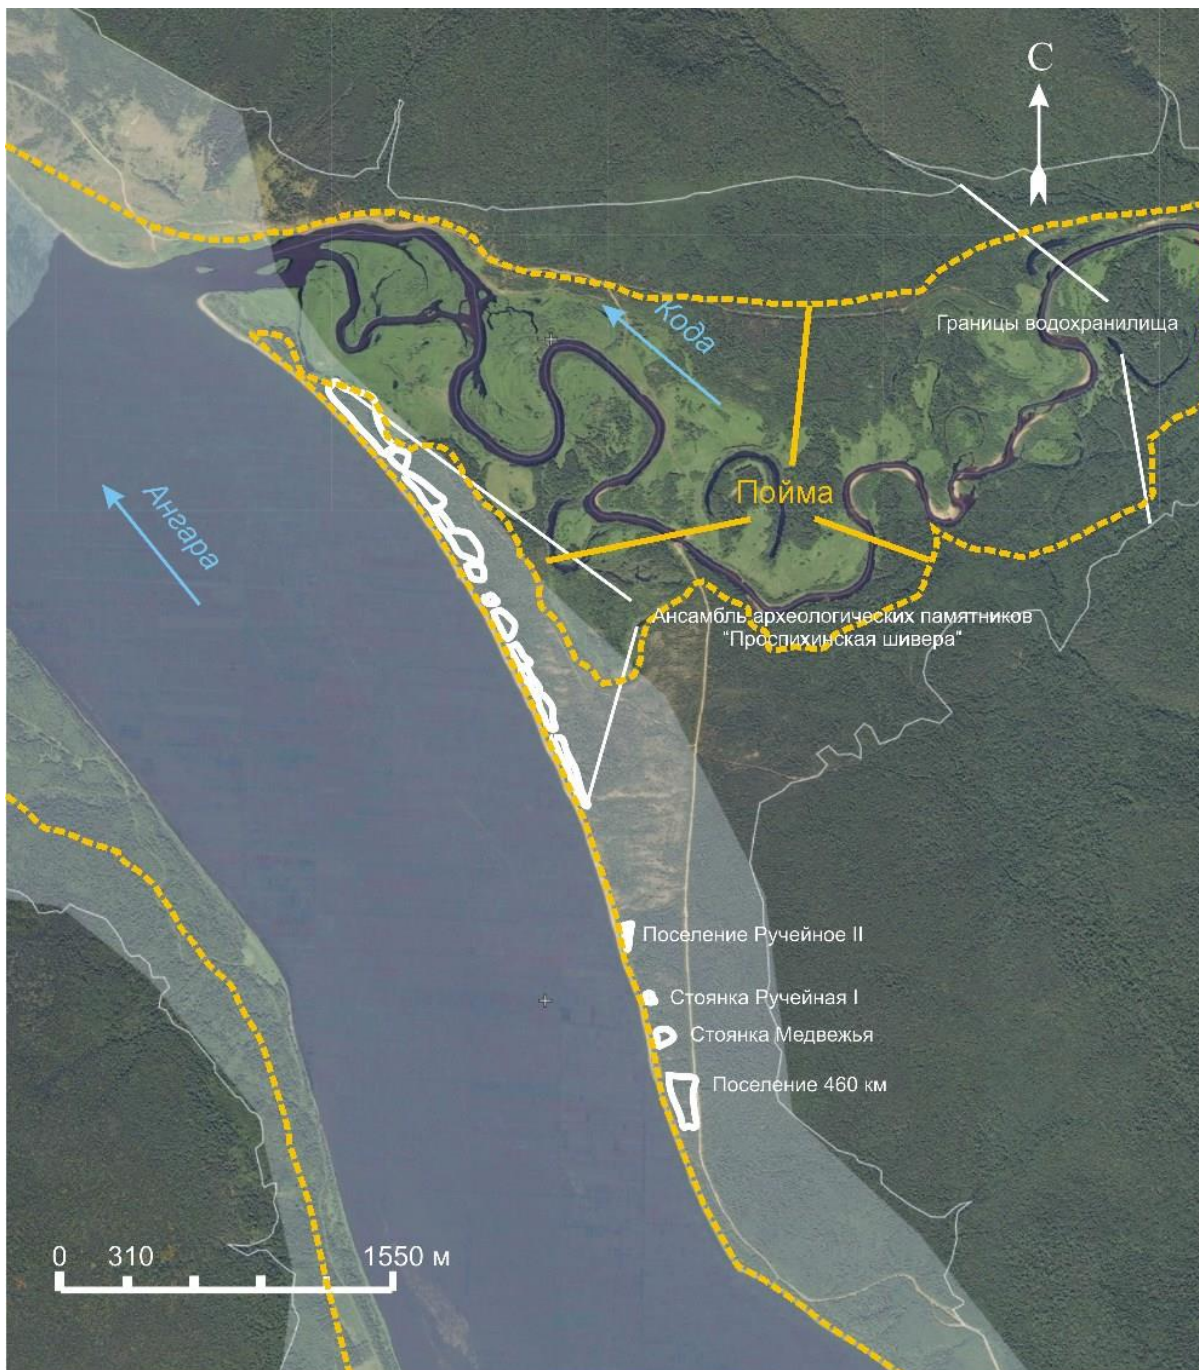 С
Кода
Границы водохранилища
Ангара
Пойма
Ансамбль археологических памятников
"Проспихинская шивера"
Поселение Ручейное II
Стоянка Ручейная I
Стоянка Медвежья
Поселение 460 км
0 310 1550 м